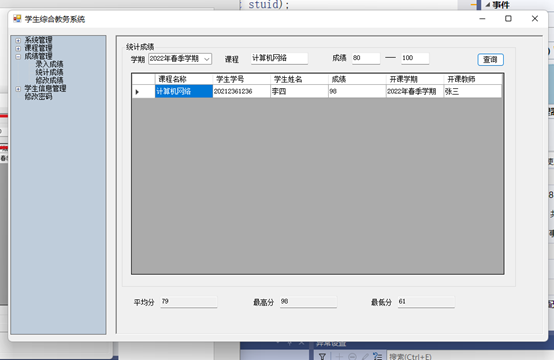 stuid);
事件
学生综合教务系统
系统管理
课程管理
成绩管理
录入成绩
统计成绩
修改成绩
学生信息管理
修改密码
统计成绩
学期 2022年春季学期 课程 计算机网络 成绩 80 — 100 查询
课程名称 学生学号 学生姓名 成绩 开课学期 开课教师
计算机网络 20212361236 李四 98 2022年春季学期 张三
平均分 79 最高分 98 最低分 61
搜索(Ctrl+E)